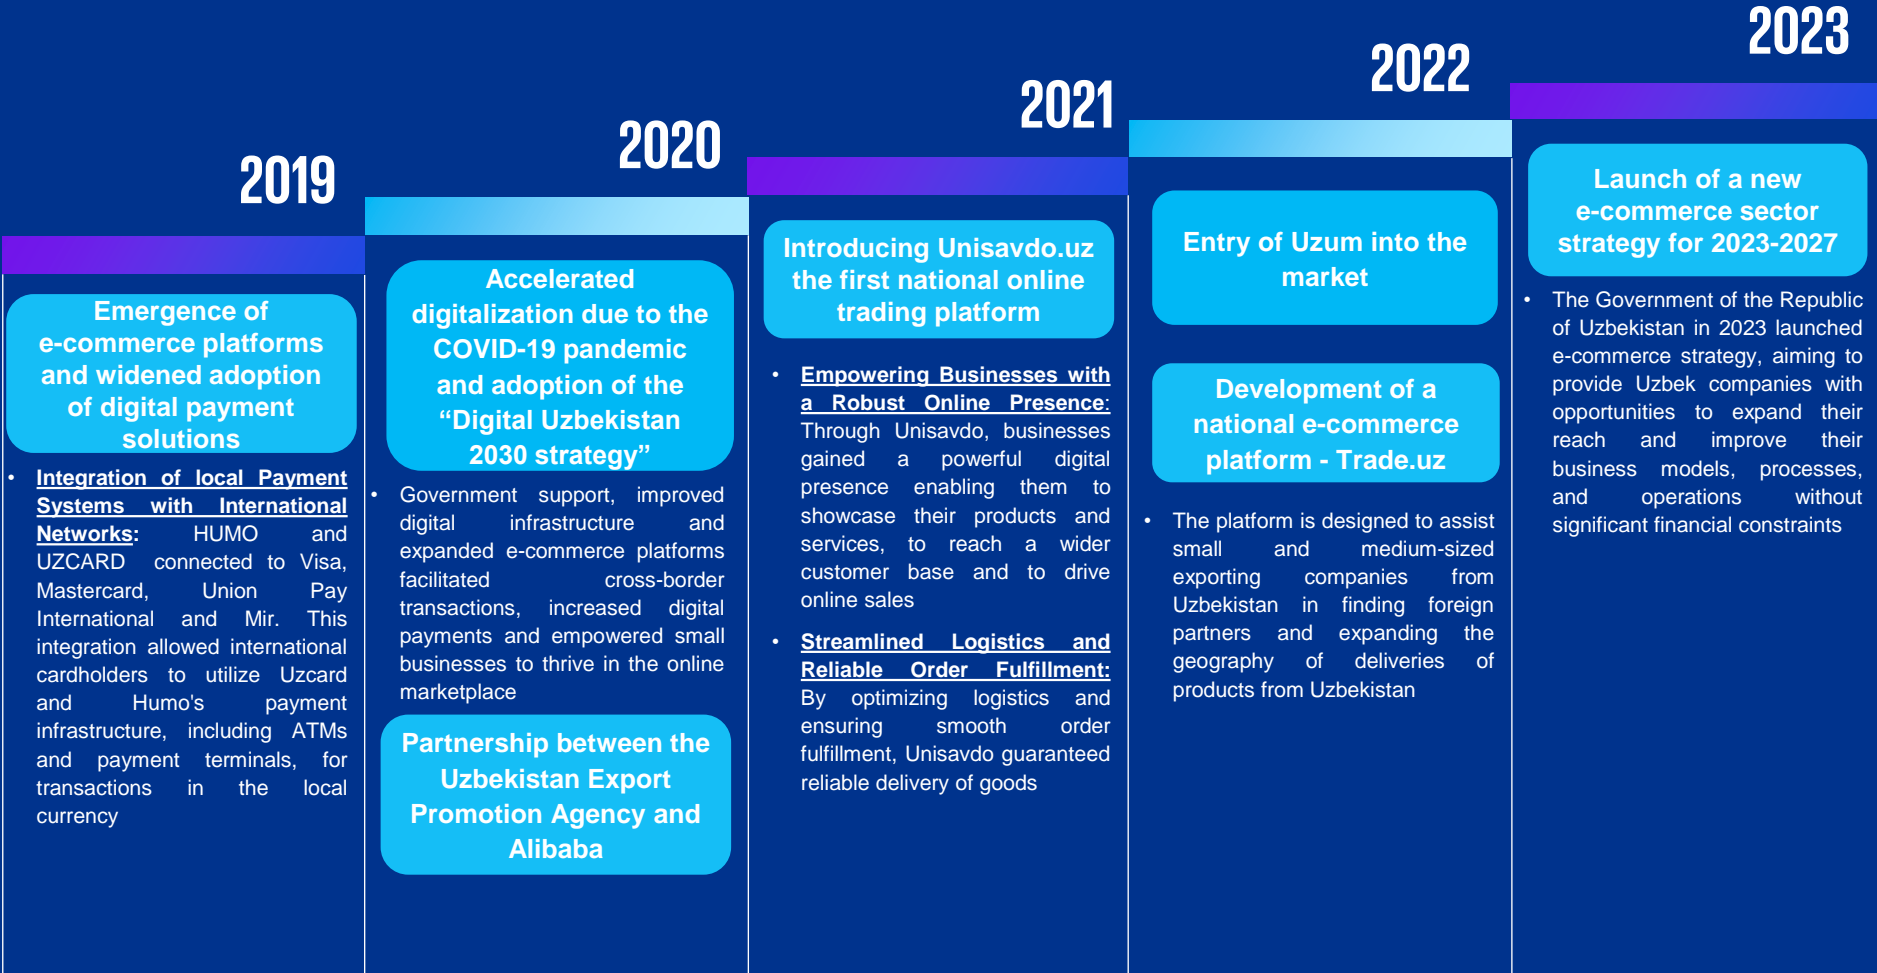 2019
Emergence of
e-commerce platforms
and widened adoption
of digital payment
solutions
• Integration of local Payment
Systems with International
Networks: HUMO and
UZCARD connected to Visa,
Mastercard, Union Pay
International and Mir. This
integration allowed international
cardholders to utilize Uzcard
and Humo's payment
infrastructure, including ATMs
and payment terminals, for
transactions in the local
currency
2020
Accelerated
digitalization due to the
COVID-19 pandemic
and adoption of the
“Digital Uzbekistan
2030 strategy”
• Government support, improved
digital infrastructure and
expanded e-commerce platforms
facilitated cross-border
transactions, increased digital
payments and empowered small
businesses to thrive in the online
marketplace
Partnership between the
Uzbekistan Export
Promotion Agency and
Alibaba
2021
Introducing Unisavdo.uz
the first national online
trading platform
• Empowering Businesses with
a Robust Online Presence:
Through Unisavdo, businesses
gained a powerful digital
presence enabling them to
showcase their products and
services, to reach a wider
customer base and to drive
online sales
• Streamlined Logistics and
Reliable Order Fulfillment:
By optimizing logistics and
ensuring smooth order
fulfillment, Unisavdo guaranteed
reliable delivery of goods
2022
Entry of Uzum into the
market
Development of a
national e-commerce
platform - Trade.uz
• The platform is designed to assist
small and medium-sized
exporting companies from
Uzbekistan in finding foreign
partners and expanding the
geography of deliveries of
products from Uzbekistan
2023
Launch of a new
e-commerce sector
strategy for 2023-2027
• The Government of the Republic
of Uzbekistan in 2023 launched
e-commerce strategy, aiming to
provide Uzbek companies with
opportunities to expand their
reach and improve their
business models, processes,
and operations without
significant financial constraints